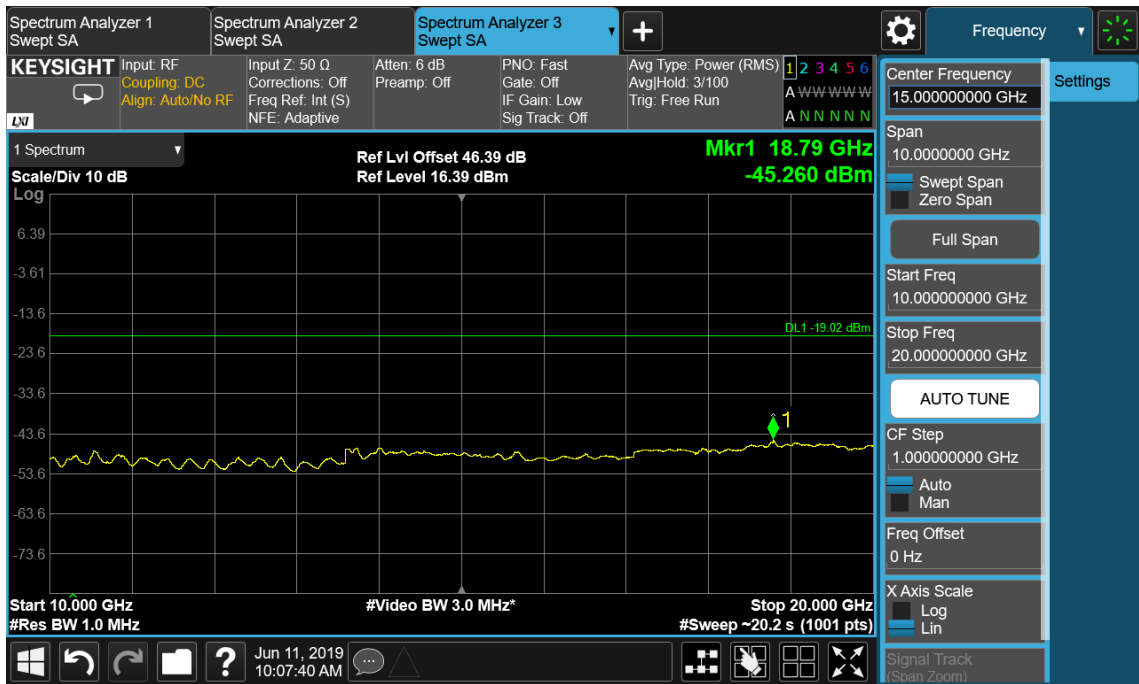 Spectrum Analyzer 1
Swept SA
Spectrum Analyzer 2
Swept SA
Spectrum Analyzer 3
Swept SA
Frequency
KEYSIGHT
LXI
Input: RF
Coupling: DC
Align: Auto/No RF
Input Z: 50 Ω
Corrections: Off
Freq Ref: Int (S)
NFE: Adaptive
Atten: 6 dB
Preamp: Off
PNO: Fast
Gate: Off
IF Gain: Low
Sig Track: Off
Avg Type: Power (RMS)
Avg|Hold: 3/100
Trig: Free Run
1 2 3 4 5 6
A W W W W W
A N N N N N
1 Spectrum
Scale/Div 10 dB
Ref Lvl Offset 46.39 dB
Ref Level 16.39 dBm
Mkr1 18.79 GHz
-45.260 dBm
Log
6.39
-3.61
-13.6
DL1 -19.02 dBm
-23.6
-33.6
1
-43.6
-53.6
-63.6
-73.6
Start 10.000 GHz
#Res BW 1.0 MHz
#Video BW 3.0 MHz*
Stop 20.000 GHz
#Sweep ~20.2 s (1001 pts)
Center Frequency
15.000000000 GHz
Settings
Span
10.0000000 GHz
Swept Span
Zero Span
Full Span
Start Freq
10.000000000 GHz
Stop Freq
20.000000000 GHz
AUTO TUNE
CF Step
1.000000000 GHz
Auto
Man
Freq Offset
0 Hz
X Axis Scale
Log
Lin
Signal Track
(Span Zoom)
?
Jun 11, 2019
10:07:40 AM